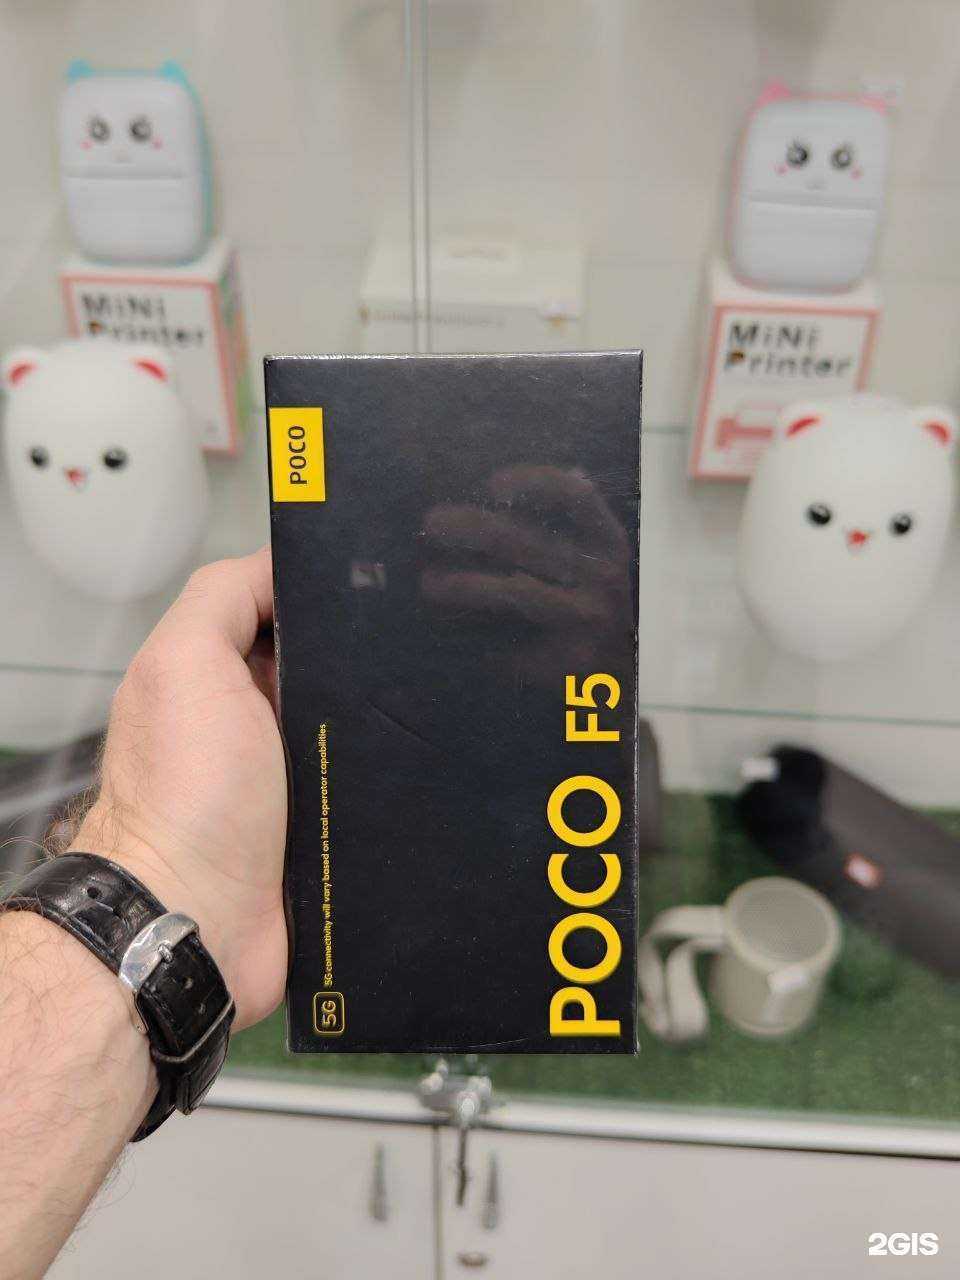 MiNi
Printer
MiNi
Printer
POCO
POCO F5
5G
5G connectivity will vary based on local operator capabilities
2GIS